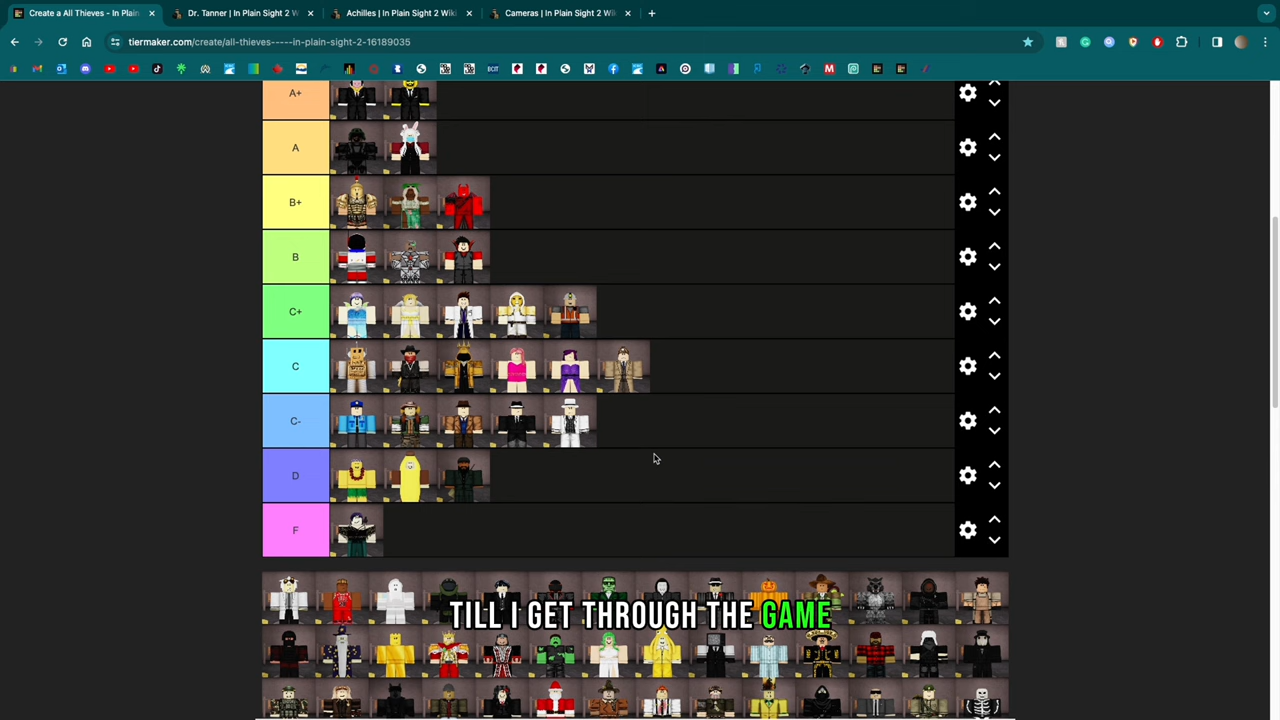 Create a All Thieves - In Plain
Dr. Tanner | In Plain Sight 2 W
Achilles | In Plain Sight 2 Wiki
Cameras | In Plain Sight 2 Wik
tiermaker.com/create/all-thieves-----in-plain-sight-2-16189035
A+
A
B+
B
C+
C
C-
D
F
TILL I GET THROUGH THE GAME